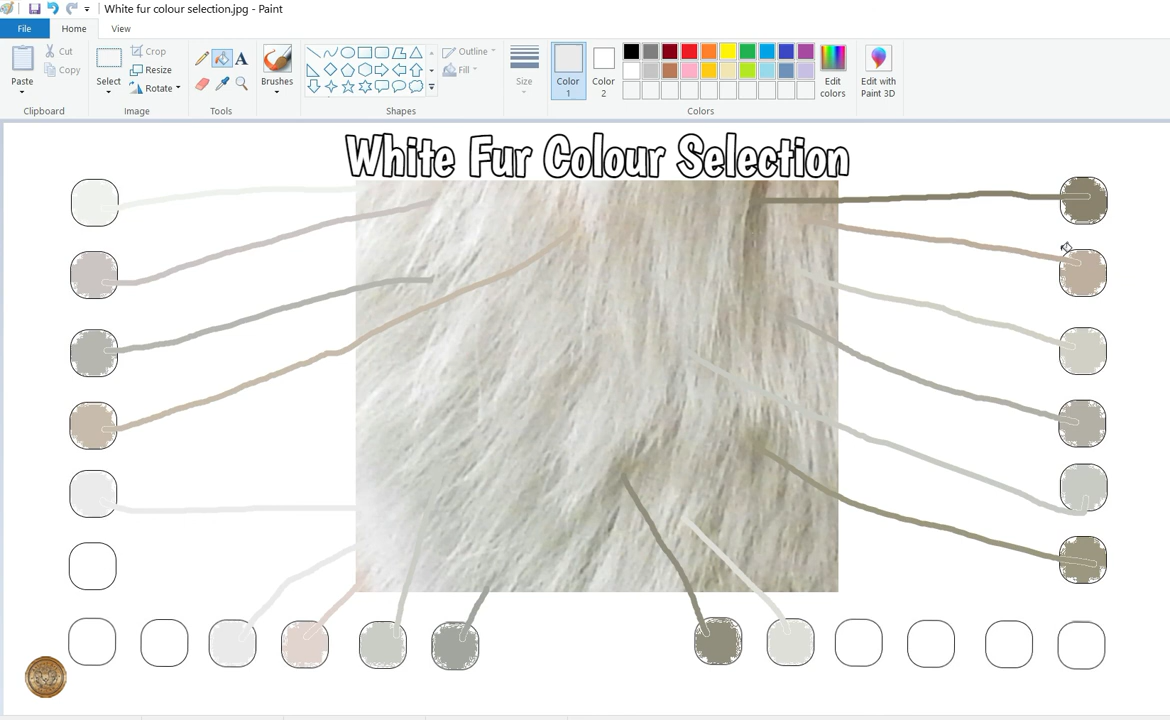 White fur colour selection.jpg - Paint
File Home View
Paste
Cut
Copy
Clipboard
Select
Crop
Resize
Rotate
Image
A
Tools
Brushes
Shapes
Outline
Fill
Size
Color 1
Color 2
Edit colors
Colors
Edit with Paint 3D
White Fur Colour Selection